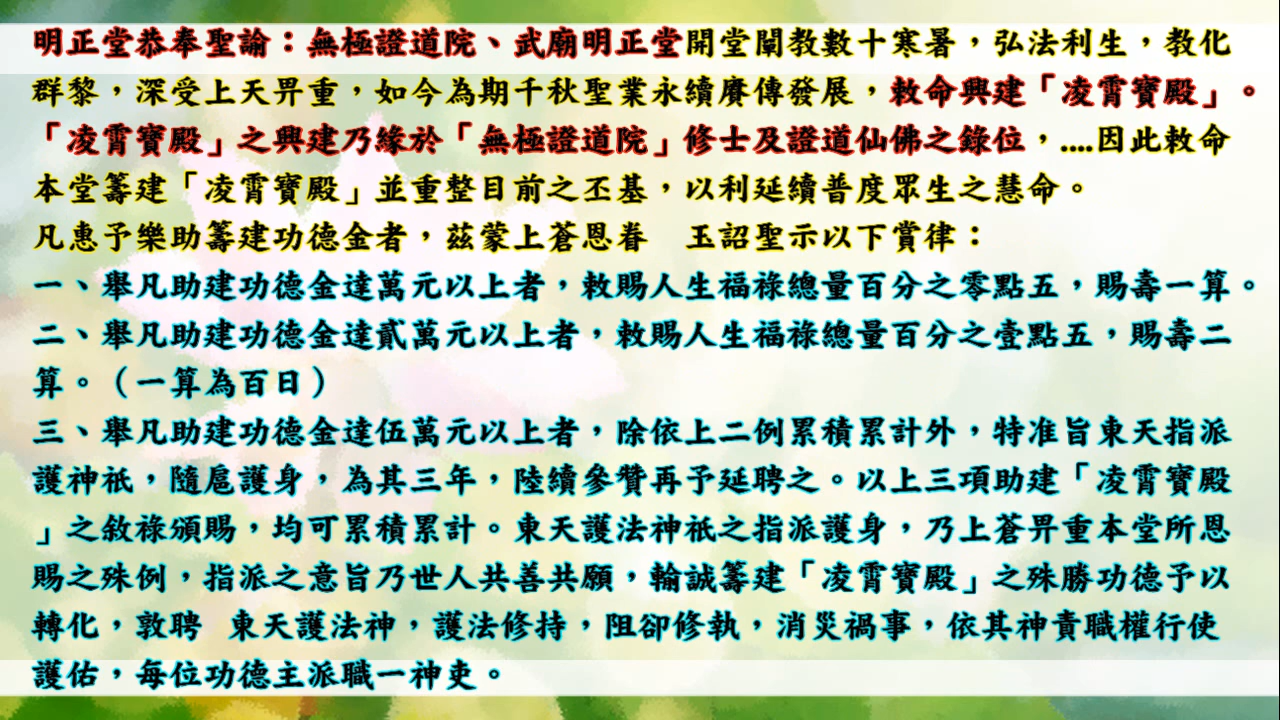 明正堂恭奉聖諭：無極證道院、武廟明正堂開堂闡教數十寒暑，弘法利生，教化
群黎，深受上天畀重，如今為期千秋聖業永續賡傳發展，敕命興建「凌霄寶殿」。
「凌霄寶殿」之興建乃緣於「無極證道院」修士及證道仙佛之錄位，....因此敕命
本堂籌建「凌霄寶殿」並重整目前之丕基，以利延續普度眾生之慧命。
凡惠予樂助籌建功德金者，茲蒙上蒼恩眷　玉詔聖示以下賞律：
一、舉凡助建功德金達萬元以上者，敕賜人生福祿總量百分之零點五，賜壽一算。
二、舉凡助建功德金達貳萬元以上者，敕賜人生福祿總量百分之壹點五，賜壽二
算。（一算為百日）
三、舉凡助建功德金達伍萬元以上者，除依上二例累積累計外，特准旨東天指派
護神祇，隨扈護身，為其三年，陸續參贊再予延聘之。以上三項助建「凌霄寶殿
」之敘祿頒賜，均可累積累計。東天護法神祇之指派護身，乃上蒼畀重本堂所恩
賜之殊例，指派之意旨乃世人共善共願，輸誠籌建「凌霄寶殿」之殊勝功德予以
轉化，敦聘　東天護法神，護法修持，阻卻修執，消災禍事，依其神責職權行使
護佑，每位功德主派職一神吏。